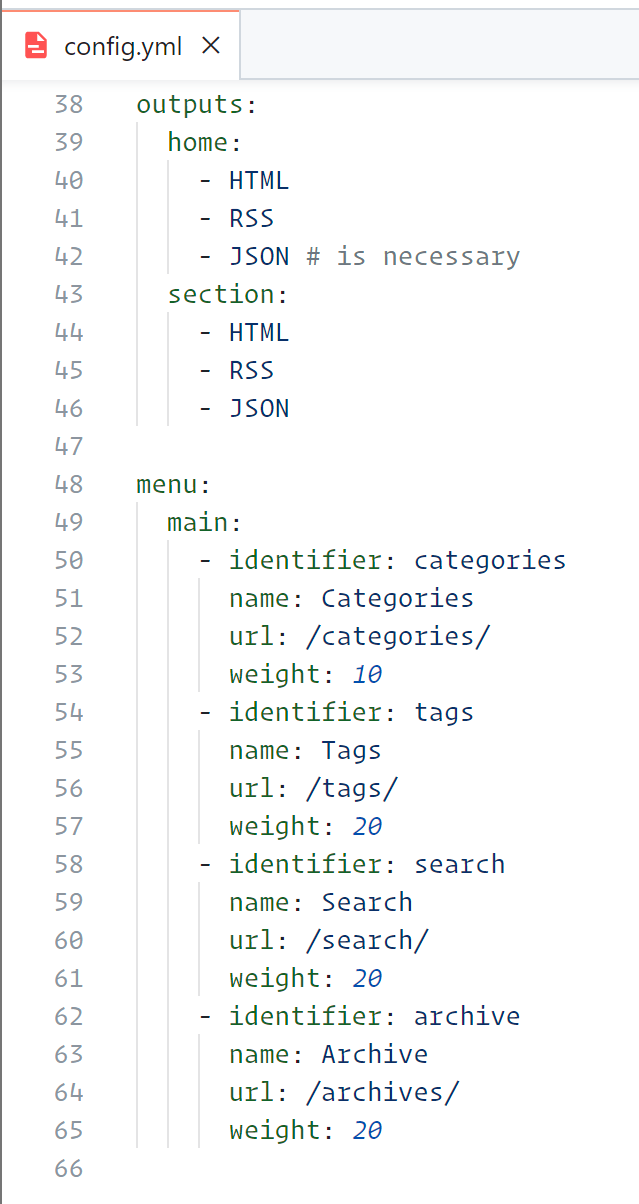 config.yml
38 outputs:
39   home:
40     - HTML
41     - RSS
42     - JSON # is necessary
43   section:
44     - HTML
45     - RSS
46     - JSON
47
48 menu:
49   main:
50     - identifier: categories
51       name: Categories
52       url: /categories/
53       weight: 10
54     - identifier: tags
55       name: Tags
56       url: /tags/
57       weight: 20
58     - identifier: search
59       name: Search
60       url: /search/
61       weight: 20
62     - identifier: archive
63       name: Archive
64       url: /archives/
65       weight: 20
66